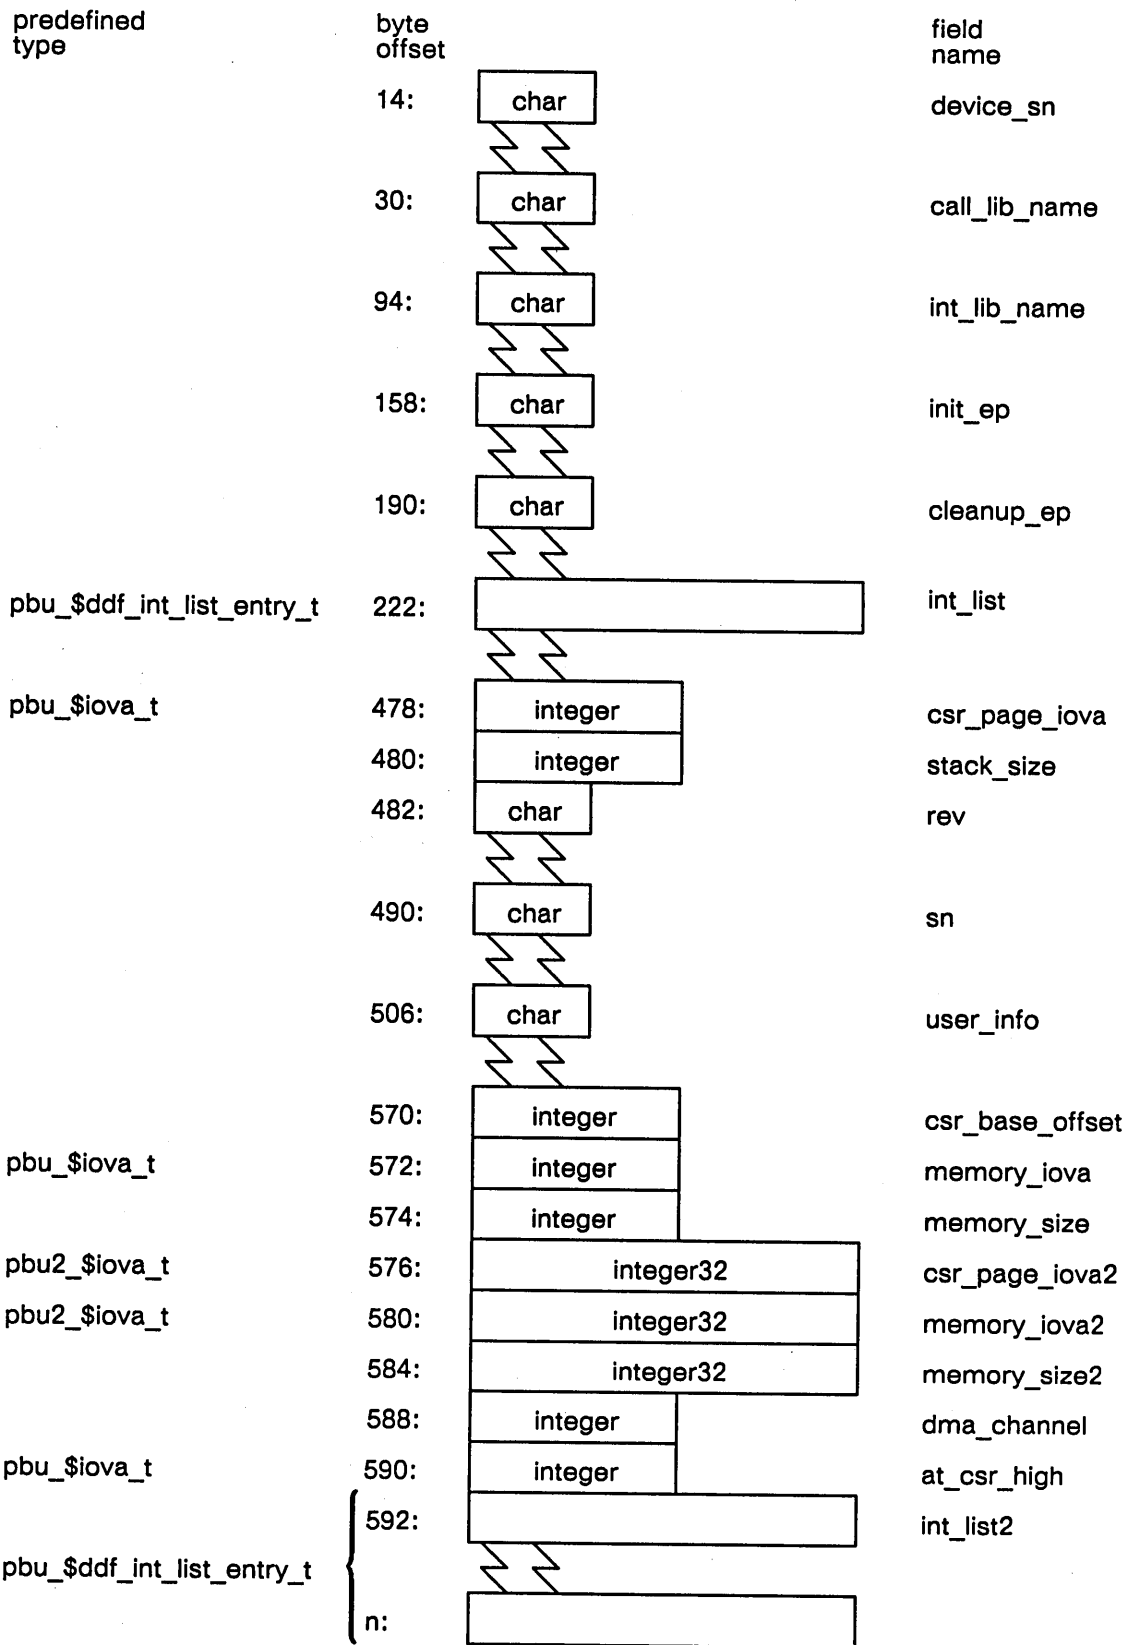 predefined type byte offset field name
14: char device_sn
30: char call_lib_name
94: char int_lib_name
158: char init_ep
190: char cleanup_ep
pbu_$ddf_int_list_entry_t 222: int_list
pbu_$iova_t 478: integer csr_page_iova
480: integer stack_size
482: char rev
490: char sn
506: char user_info
570: integer csr_base_offset
pbu_$iova_t 572: integer memory_iova
574: integer memory_size
pbu2_$iova_t 576: integer32 csr_page_iova2
pbu2_$iova_t 580: integer32 memory_iova2
584: integer32 memory_size2
588: integer dma_channel
pbu_$iova_t 590: integer at_csr_high
592: int_list2
pbu_$ddf_int_list_entry_t
n: